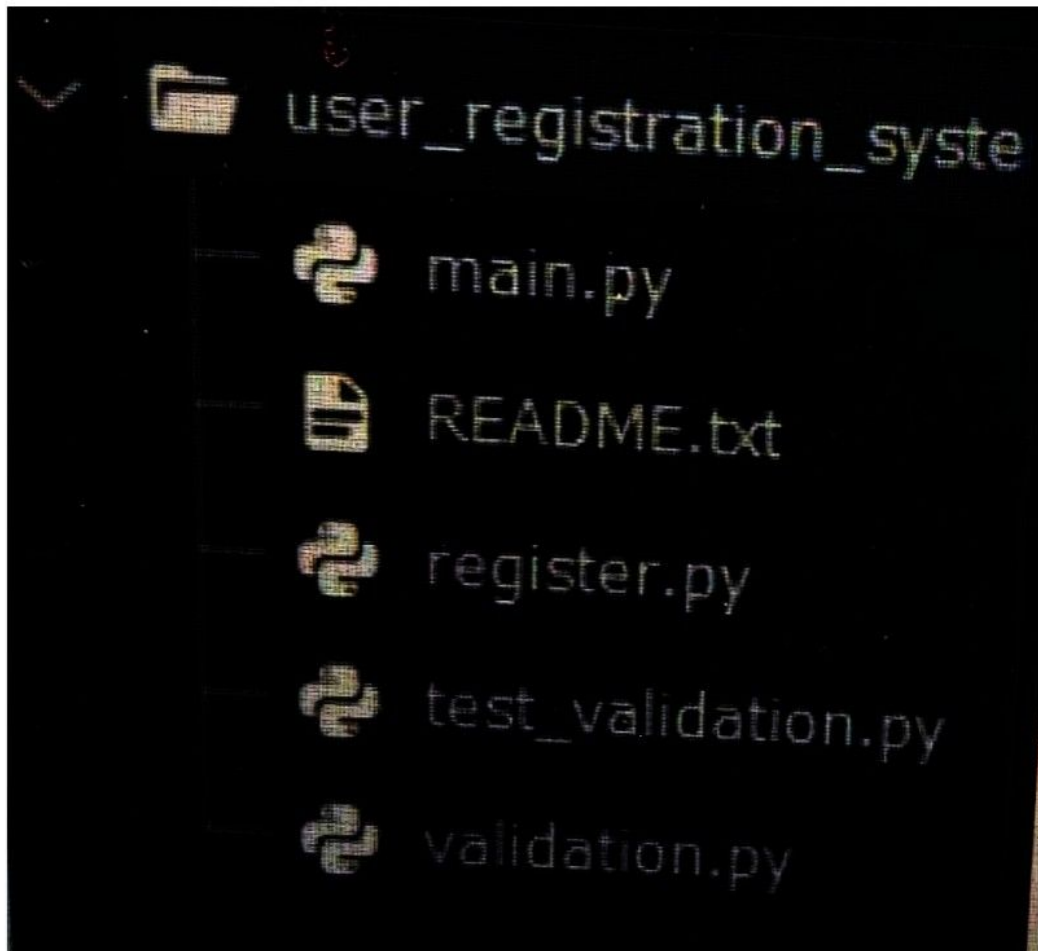 user_registration_syste
main.py
README.txt
register.py
test_validation.py
validation.py